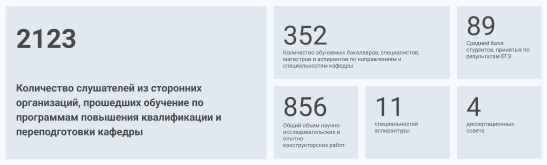 2123
Количество слушателей из сторонних
организаций, прошедших обучение по
программам повышения квалификации и
переподготовки кафедры
352
Количество обучаемых бакалавров, специалистов,
магистров и аспирантов по направлениям и
специальностям кафедры
89
Средний балл
студентов, принятых по
результатам ЕГЭ
856
Общий объем научно-
исследовательских и
опытно-
конструкторских работ
11
специальностей
аспирантуры
4
диссертационных
совета